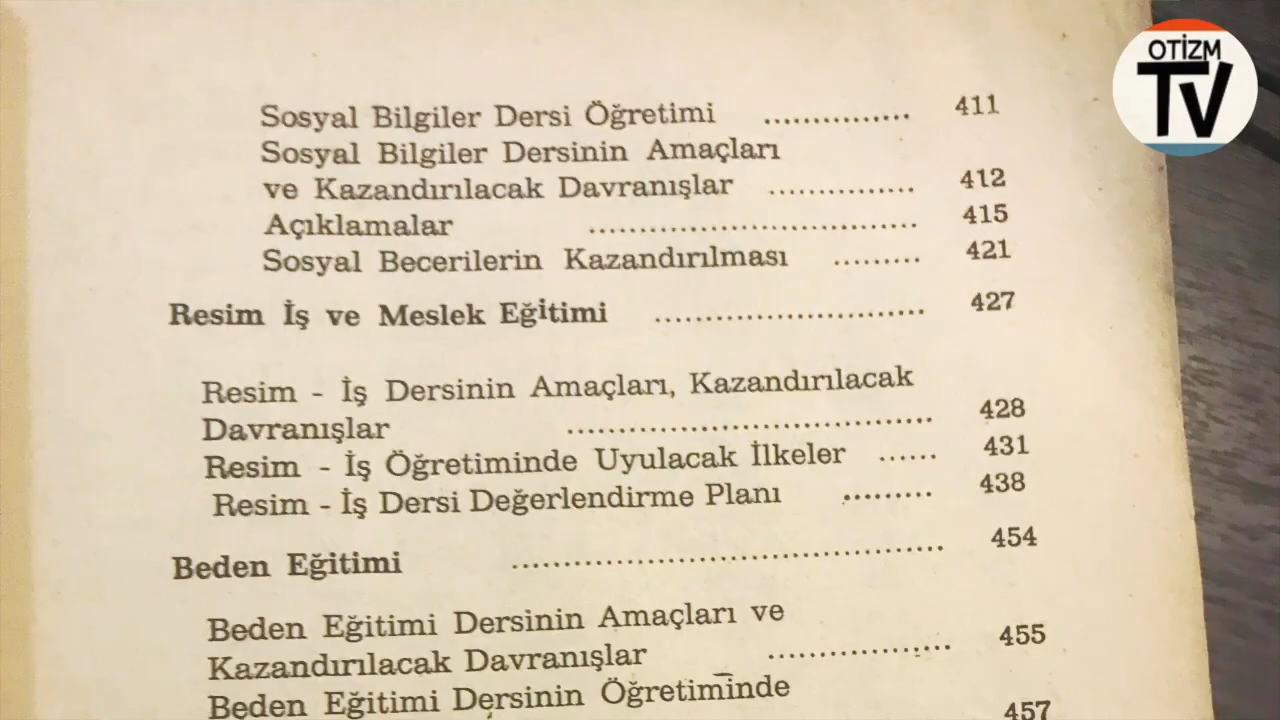 OTİZM
TV
Sosyal Bilgiler Dersi Öğretimi ............... 411
Sosyal Bilgiler Dersinin Amaçları
ve Kazandırılacak Davranışlar ............... 412
Açıklamalar ................................. 415
Sosyal Becerilerin Kazandırılması ......... 421
Resim İş ve Meslek Eğitimi ........................... 427
Resim - İş Dersinin Amaçları, Kazandırılacak
Davranışlar ..................................... 428
Resim - İş Öğretiminde Uyulacak İlkeler ...... 431
Resim - İş Dersi Değerlendirme Planı ......... 438
Beden Eğitimi ........................................... 454
Beden Eğitimi Dersinin Amaçları ve
Kazandırılacak Davranışlar .................. 455
Beden Eğitimi Dersinin Öğretiminde
457